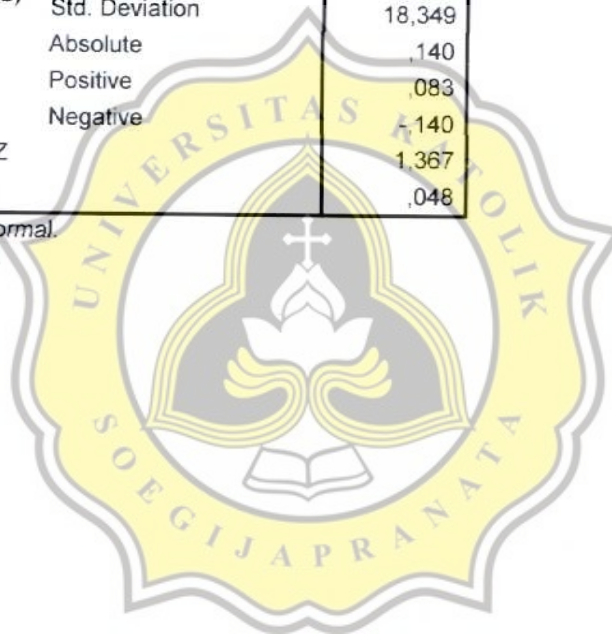 Std. Deviation 18,349
Absolute ,140
Positive ,083
Negative -,140
Z 1,367
,048
ormal.
UNIVERSITAS KATOLIK
SOEGIJAPRANATA